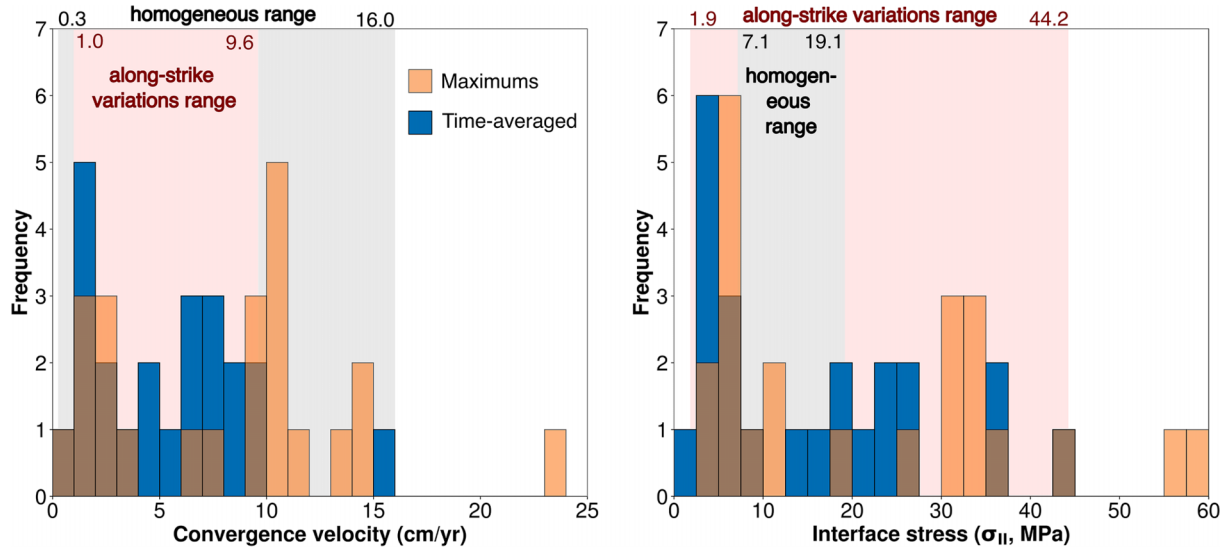 homogeneous range
0.3
16.0
1.0
9.6
along-strike
variations range
Maximums
Time-averaged
Frequency
7
6
5
4
3
2
1
0
0 5 10 15 20 25
Convergence velocity (cm/yr)
along-strike variations range
1.9
44.2
7.1
19.1
homogen-
eous
range
Frequency
7
6
5
4
3
2
1
0
0 10 20 30 40 50 60
Interface stress (σII, MPa)